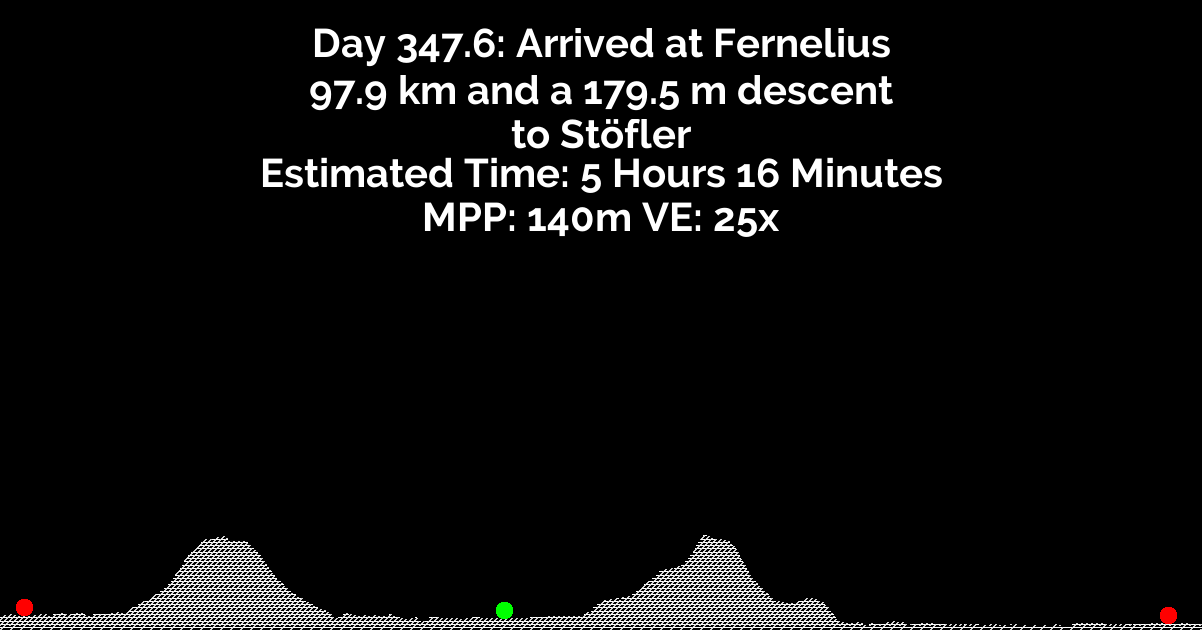 Day 347.6: Arrived at Fernelius
97.9 km and a 179.5 m descent
to Stöfler
Estimated Time: 5 Hours 16 Minutes
MPP: 140m VE: 25x